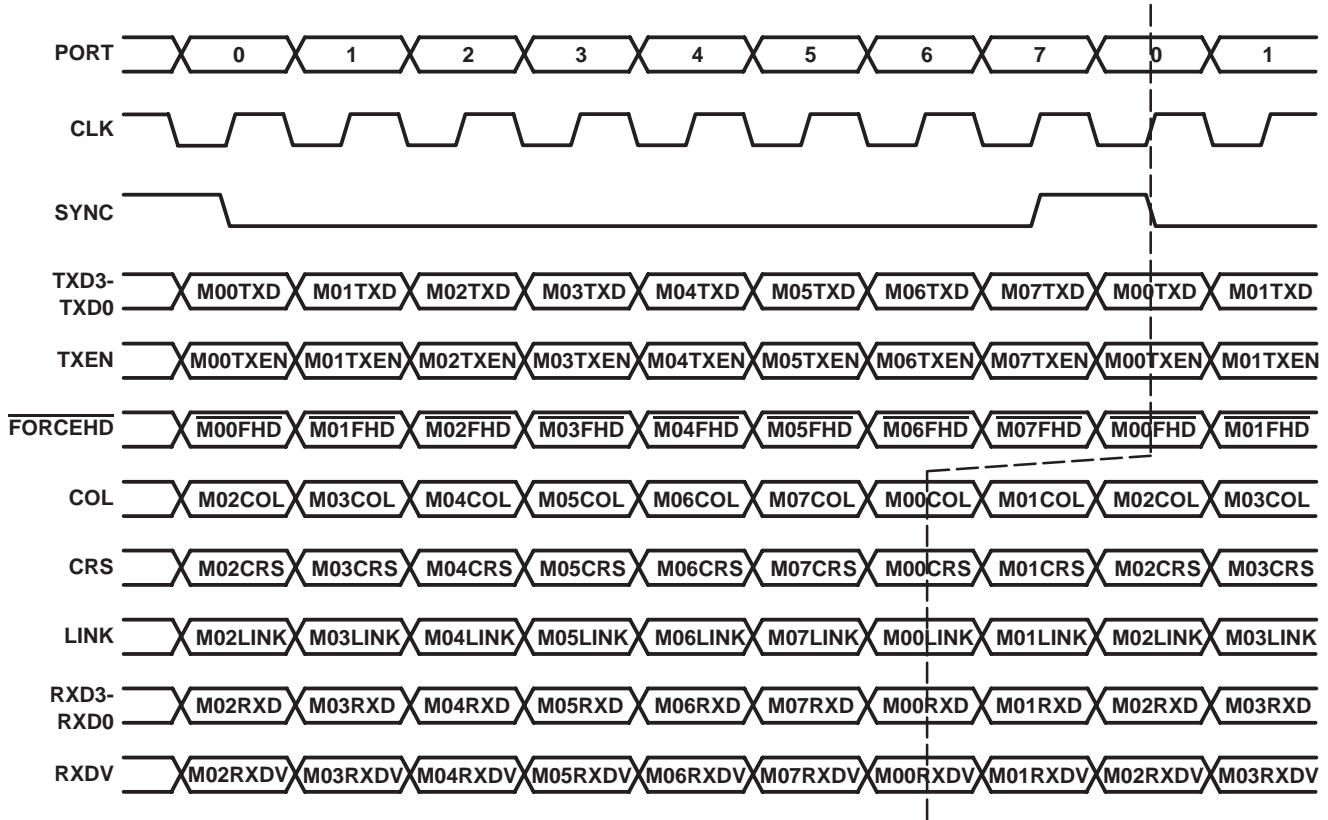 PORT 0 1 2 3 4 5 6 7 0 1
CLK
SYNC
TXD3-
TXD0 M00TXD M01TXD M02TXD M03TXD M04TXD M05TXD M06TXD M07TXD M00TXD M01TXD
TXEN M00TXEN M01TXEN M02TXEN M03TXEN M04TXEN M05TXEN M06TXEN M07TXEN M00TXEN M01TXEN
FORCEHD M00FHD M01FHD M02FHD M03FHD M04FHD M05FHD M06FHD M07FHD M00FHD M01FHD
COL M02COL M03COL M04COL M05COL M06COL M07COL M00COL M01COL M02COL M03COL
CRS M02CRS M03CRS M04CRS M05CRS M06CRS M07CRS M00CRS M01CRS M02CRS M03CRS
LINK M02LINK M03LINK M04LINK M05LINK M06LINK M07LINK M00LINK M01LINK M02LINK M03LINK
RXD3-
RXD0 M02RXD M03RXD M04RXD M05RXD M06RXD M07RXD M00RXD M01RXD M02RXD M03RXD
RXDV M02RXDV M03RXDV M04RXDV M05RXDV M06RXDV M07RXDV M00RXDV M01RXDV M02RXDV M03RXDV